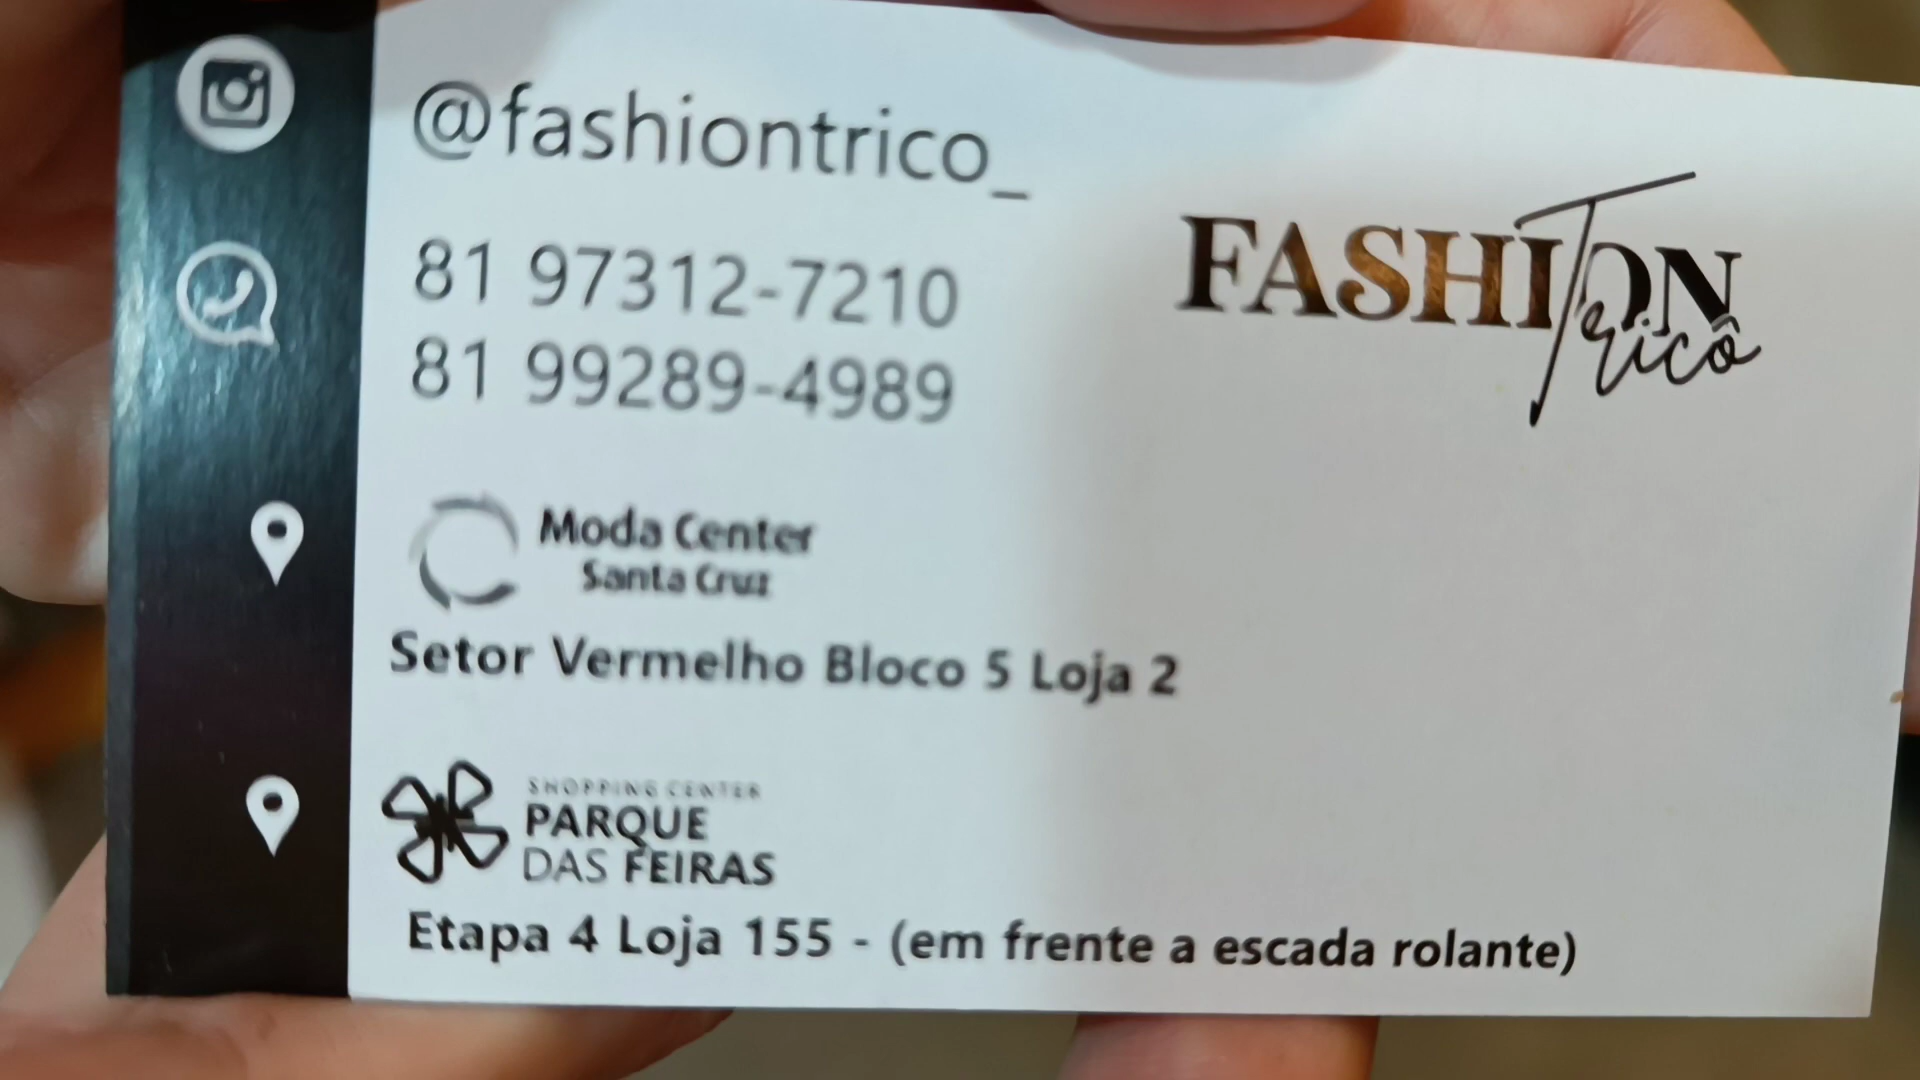 @fashiontrico_
FASHION
Tricô
81 97312-7210
81 99289-4989
Moda Center
Santa Cruz
Setor Vermelho Bloco 5 Loja 2
SHOPPING CENTER
PARQUE
DAS FEIRAS
Etapa 4 Loja 155 - (em frente a escada rolante)